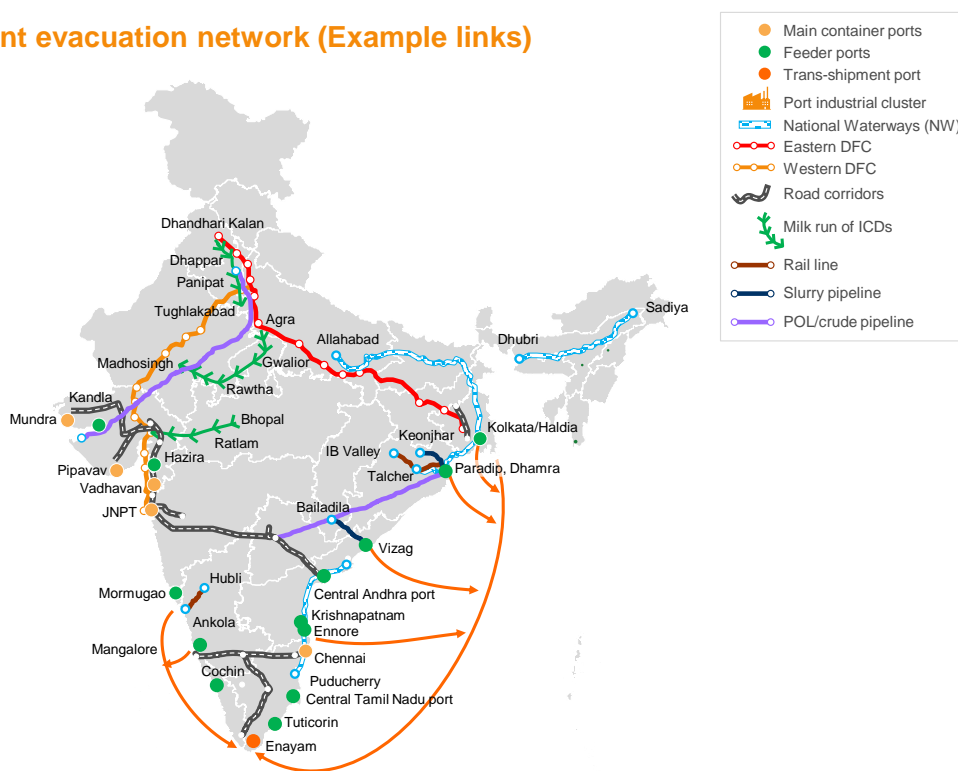 nt evacuation network (Example links)
Main container ports
Feeder ports
Trans-shipment port
Port industrial cluster
National Waterways (NW)
Eastern DFC
Western DFC
Road corridors
Milk run of ICDs
Rail line
Slurry pipeline
POL/crude pipeline
Dhandhari Kalan
Dhappar
Panipat
Tughlakabad
Agra
Allahabad
Dhubri
Sadiya
Madhosingh
Gwalior
Rawtha
Kandla
Mundra
Bhopal
Ratlam
Kolkata/Haldia
Keonjhar
IB Valley
Hazira
Pipavav
Talcher
Paradip, Dhamra
Vadhavan
JNPT
Bailadila
Vizag
Hubli
Mormugao
Central Andhra port
Krishnapatnam
Ankola
Ennore
Mangalore
Chennai
Cochin
Puducherry
Central Tamil Nadu port
Tuticorin
Enayam